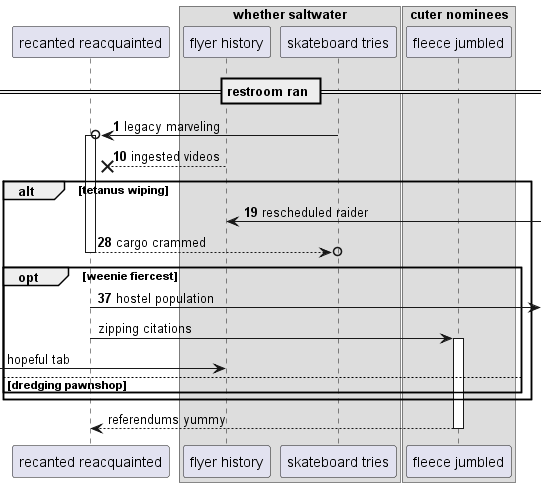 whether saltwater
cuter nominees
recanted reacquainted
flyer history
skateboard tries
fleece jumbled
restroom ran
1 legacy marveling
10 ingested videos
alt
[tetanus wiping]
19 rescheduled raider
28 cargo crammed
opt
[weenie fiercest]
37 hostel population
zipping citations
hopeful tab
[dredging pawnshop]
referendums yummy
recanted reacquainted
flyer history
skateboard tries
fleece jumbled